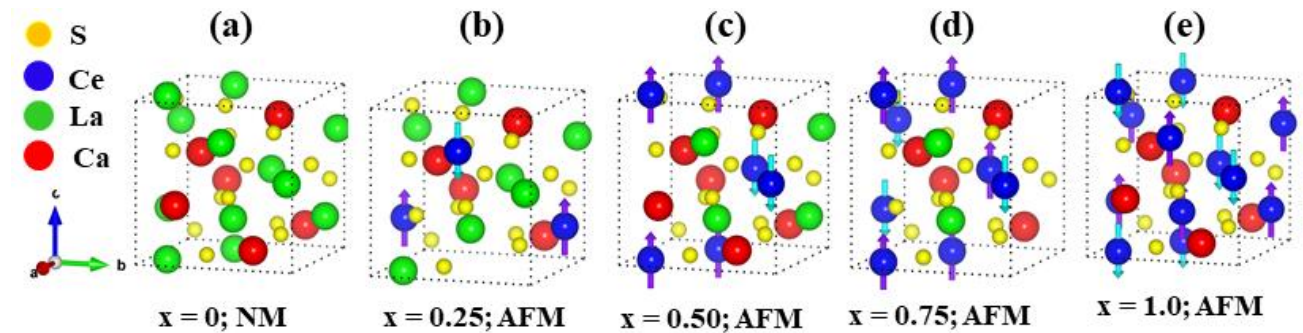 (a) (b) (c) (d) (e)
S
Ce
La
Ca
c
a b
x = 0; NM x = 0.25; AFM x = 0.50; AFM x = 0.75; AFM x = 1.0; AFM